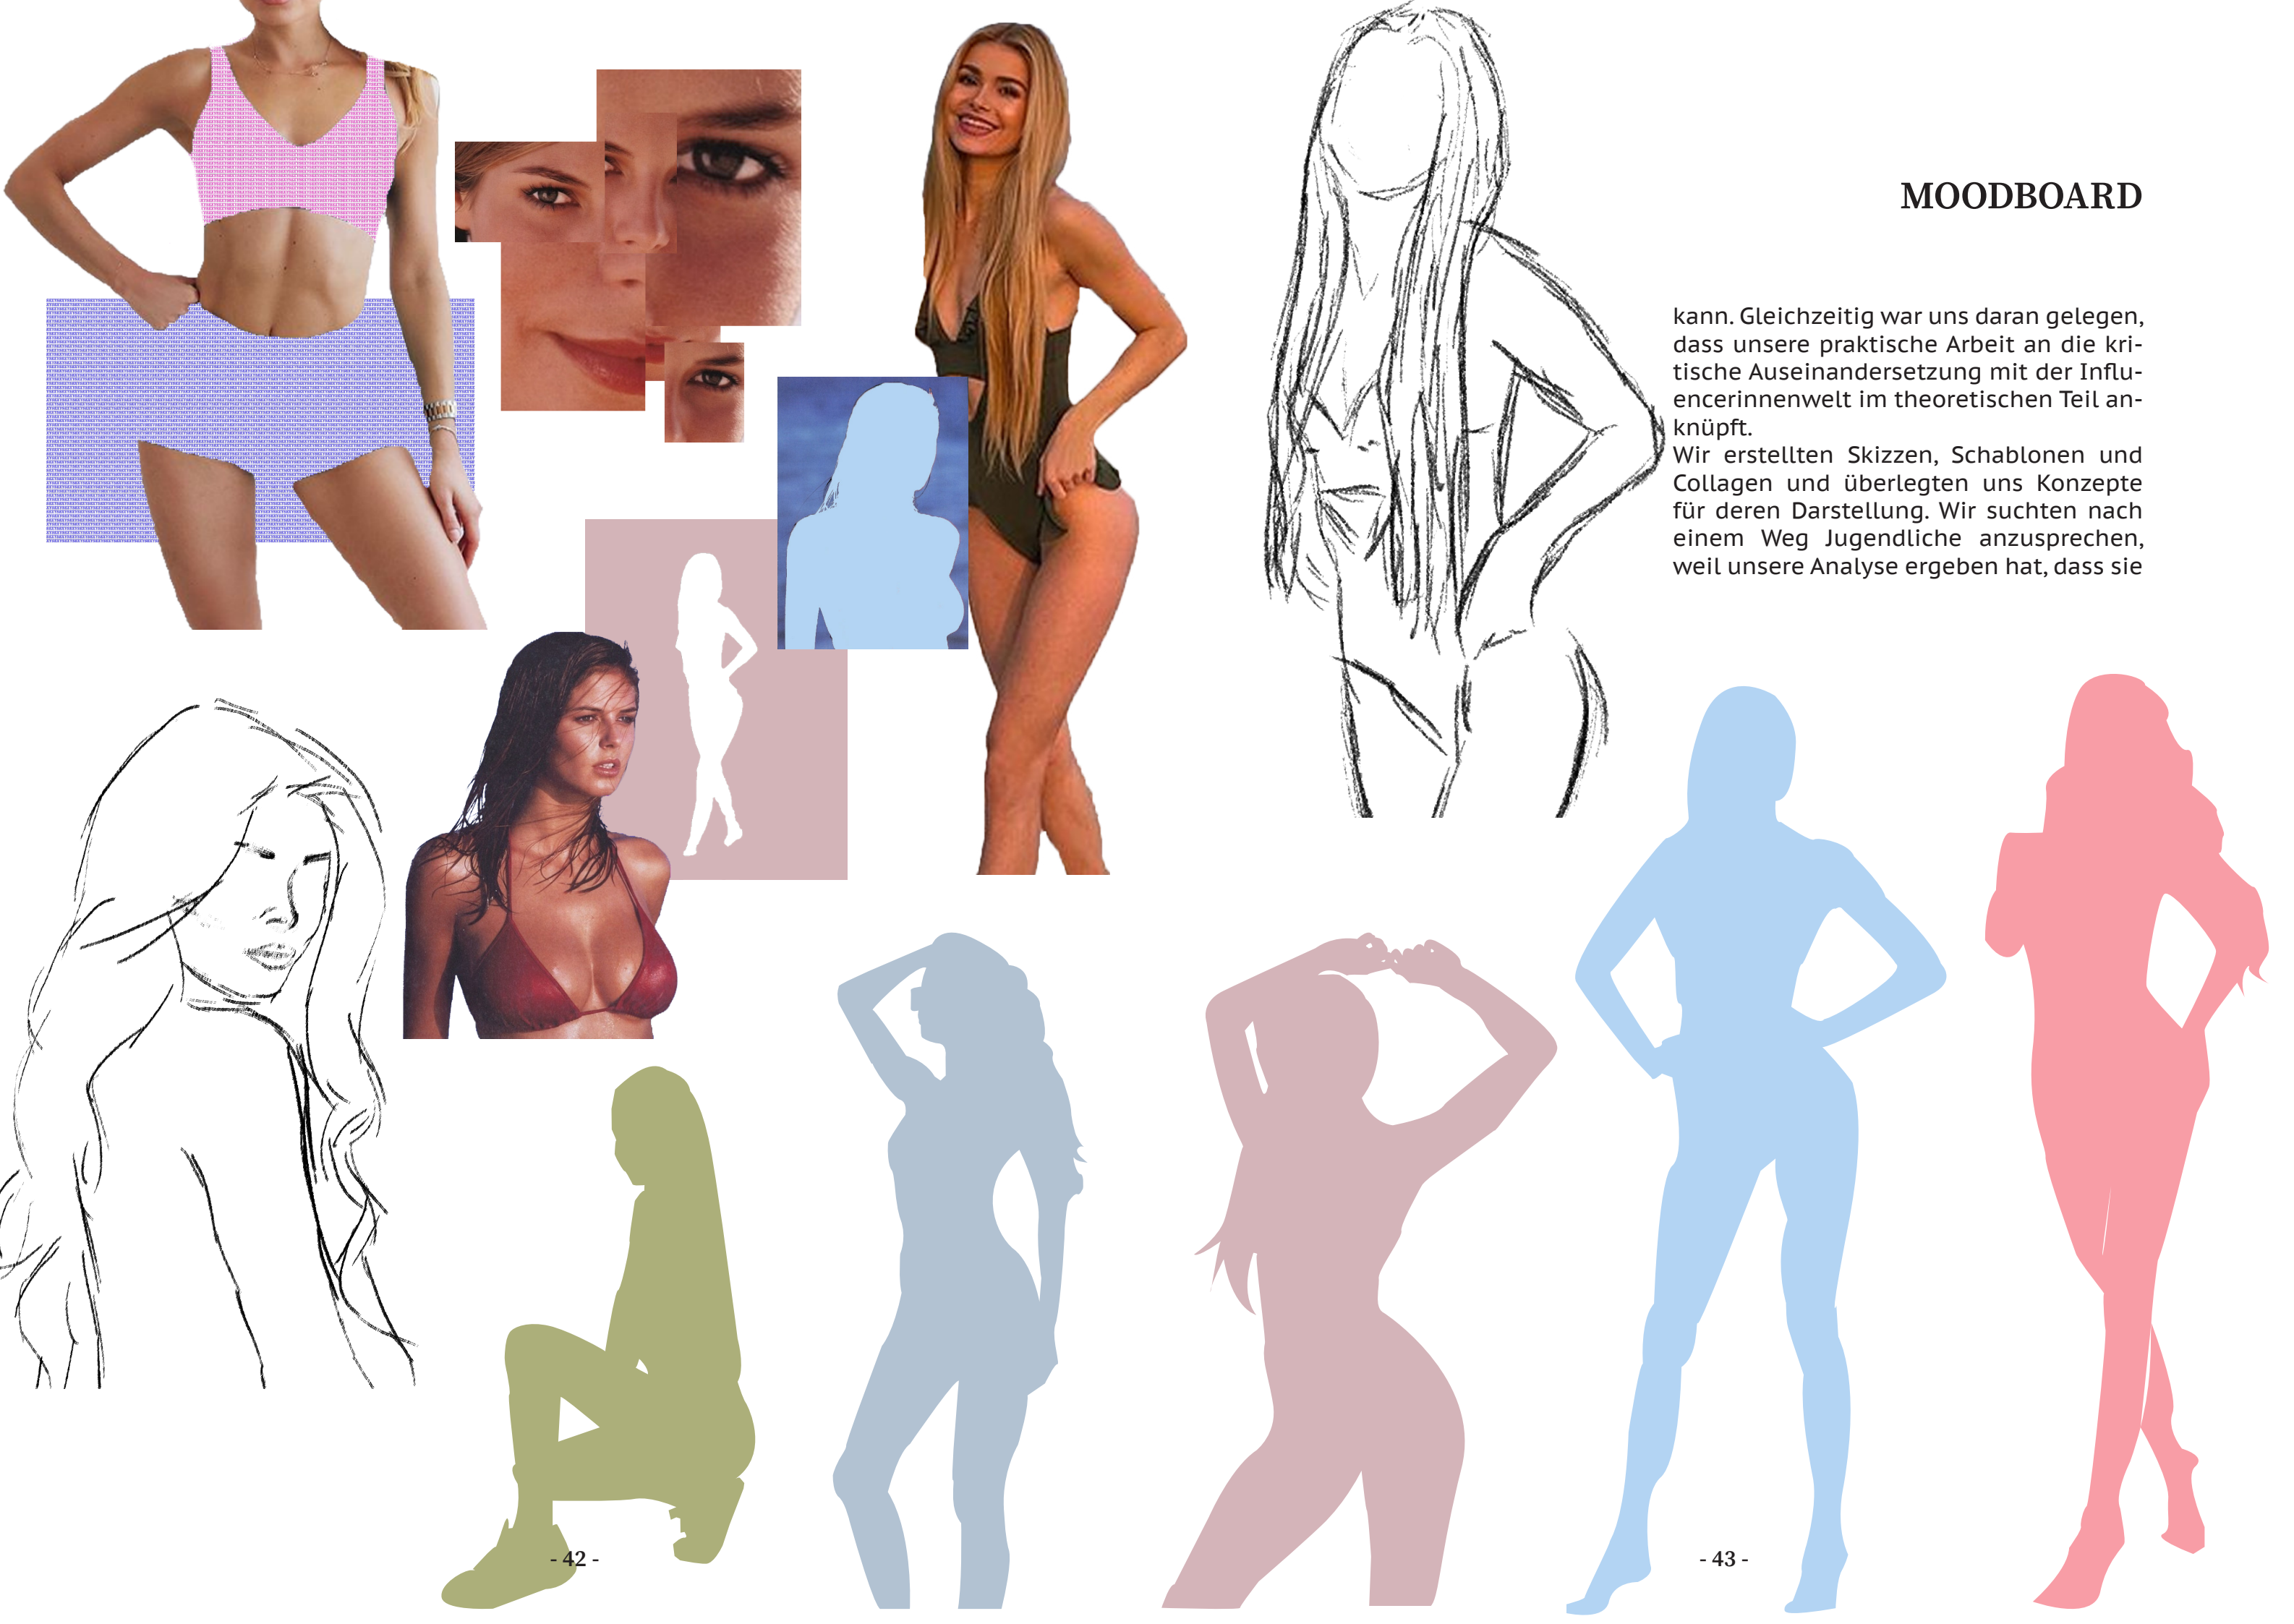 MOODBOARD
kann. Gleichzeitig war uns daran gelegen,
dass unsere praktische Arbeit an die kri-
tische Auseinandersetzung mit der Influ-
encerinnenwelt im theoretischen Teil an-
knüpft.
Wir erstellten Skizzen, Schablonen und
Collagen und überlegten uns Konzepte
für deren Darstellung. Wir suchten nach
einem Weg Jugendliche anzusprechen,
weil unsere Analyse ergeben hat, dass sie
- 42 -
- 43 -